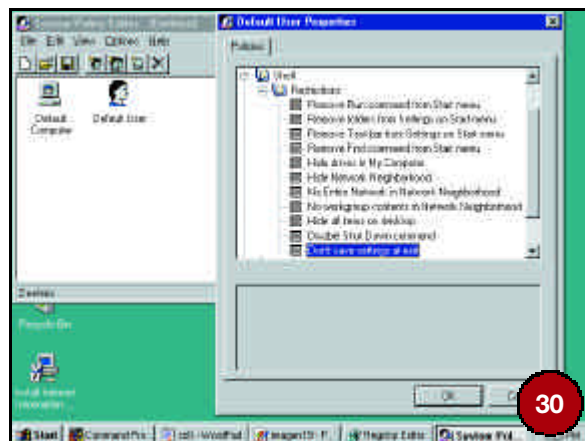 System Policy Editor
File Edit View Options Help
Default
Computer
Default User
2 entries
Recycle Bin
Install Internet
Information ...
Default User Properties
Policies
Shell
Restrictions
Remove Run command from Start menu
Remove folders from Settings on Start menu
Remove Taskbar from Settings on Start menu
Remove Find command from Start menu
Hide drives in My Computer
Hide Network Neighborhood
No Entire Network in Network Neighborhood
No workgroup contents in Network Neighborhood
Hide all items on desktop
Disable Shut Down command
Don't save settings at exit
OK
30
Start
Command Pro...
WordPad
Registry Editor
System Pol...